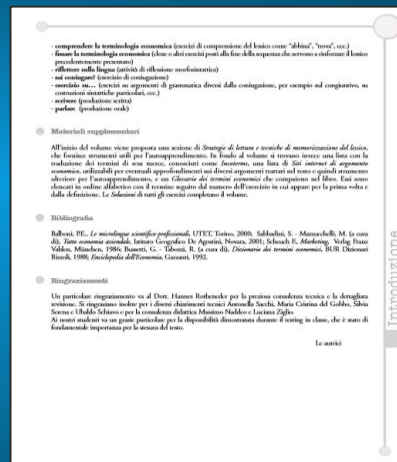 - comprendere la terminologia economica (esercizi di comprensione del lessico come "abbina", "trova", ecc.)
- fissare la terminologia economica (cloze o altri esercizi posti alla fine della sequenza che servono a rinforzare il lessico
precedentemente presentato)
- riflettere sulla lingua (attività di riflessione morfosintattica)
- sai coniugare? (esercizio di coniugazione)
- esercizio su… (esercizi su argomenti di grammatica diversi dalla coniugazione, per esempio sul congiuntivo, su
costruzioni sintattiche particolari, ecc.)
- scrivere (produzione scritta)
- parlare (produzione orale)
Materiali supplementari
All'inizio del volume viene proposta una sezione di Strategie di lettura e tecniche di memorizzazione del lessico,
che fornisce strumenti utili per l'autoapprendimento. In fondo al volume si trovano invece una lista con la
traduzione dei termini di resa merce, conosciuti come Incoterms, una lista di Siti internet di argomento
economico, utilizzabili per eventuali approfondimenti sui diversi argomenti trattati nel testo e quindi strumento
ulteriore per l'autoapprendimento, e un Glossario dei termini economici che compaiono nel libro. Essi sono
elencati in ordine alfabetico con il termine seguito dal numero dell'esercizio in cui appare per la prima volta e
dalla definizione. Le Soluzioni di tutti gli esercizi completano il volume.
Bibliografia
Balboni, P.E., Le microlingue scientifico-professionali, UTET, Torino, 2000; Sabbadini, S. - Mazzucchelli, M. (a cura
di), Tutto economia aziendale, Istituto Geografico De Agostini, Novara, 2001; Scheuch F., Marketing, Verlag Franz
Vahlen, München, 1986; Bussetti, G. - Tabozzi, R. (a cura di), Dizionario dei termini economici, BUR Dizionari
Rizzoli, 1988; Enciclopedia dell'Economia, Garzanti, 1992.
Ringraziamenti
Un particolare ringraziamento va al Dott. Hannes Rotheneder per la preziosa consulenza tecnica e la dettagliata
revisione. Si ringraziano inoltre per i diversi chiarimenti tecnici Antonella Sacchi, Maria Cristina del Gobbo, Silvia
Serena e Ubaldo Schiavo e per la consulenza didattica Massimo Naddeo e Luciana Ziglio.
Ai nostri studenti va un grazie particolare per la disponibilità dimostrata durante il testing in classe, che è stato di
fondamentale importanza per la stesura del testo.
Le autrici
Introduzione